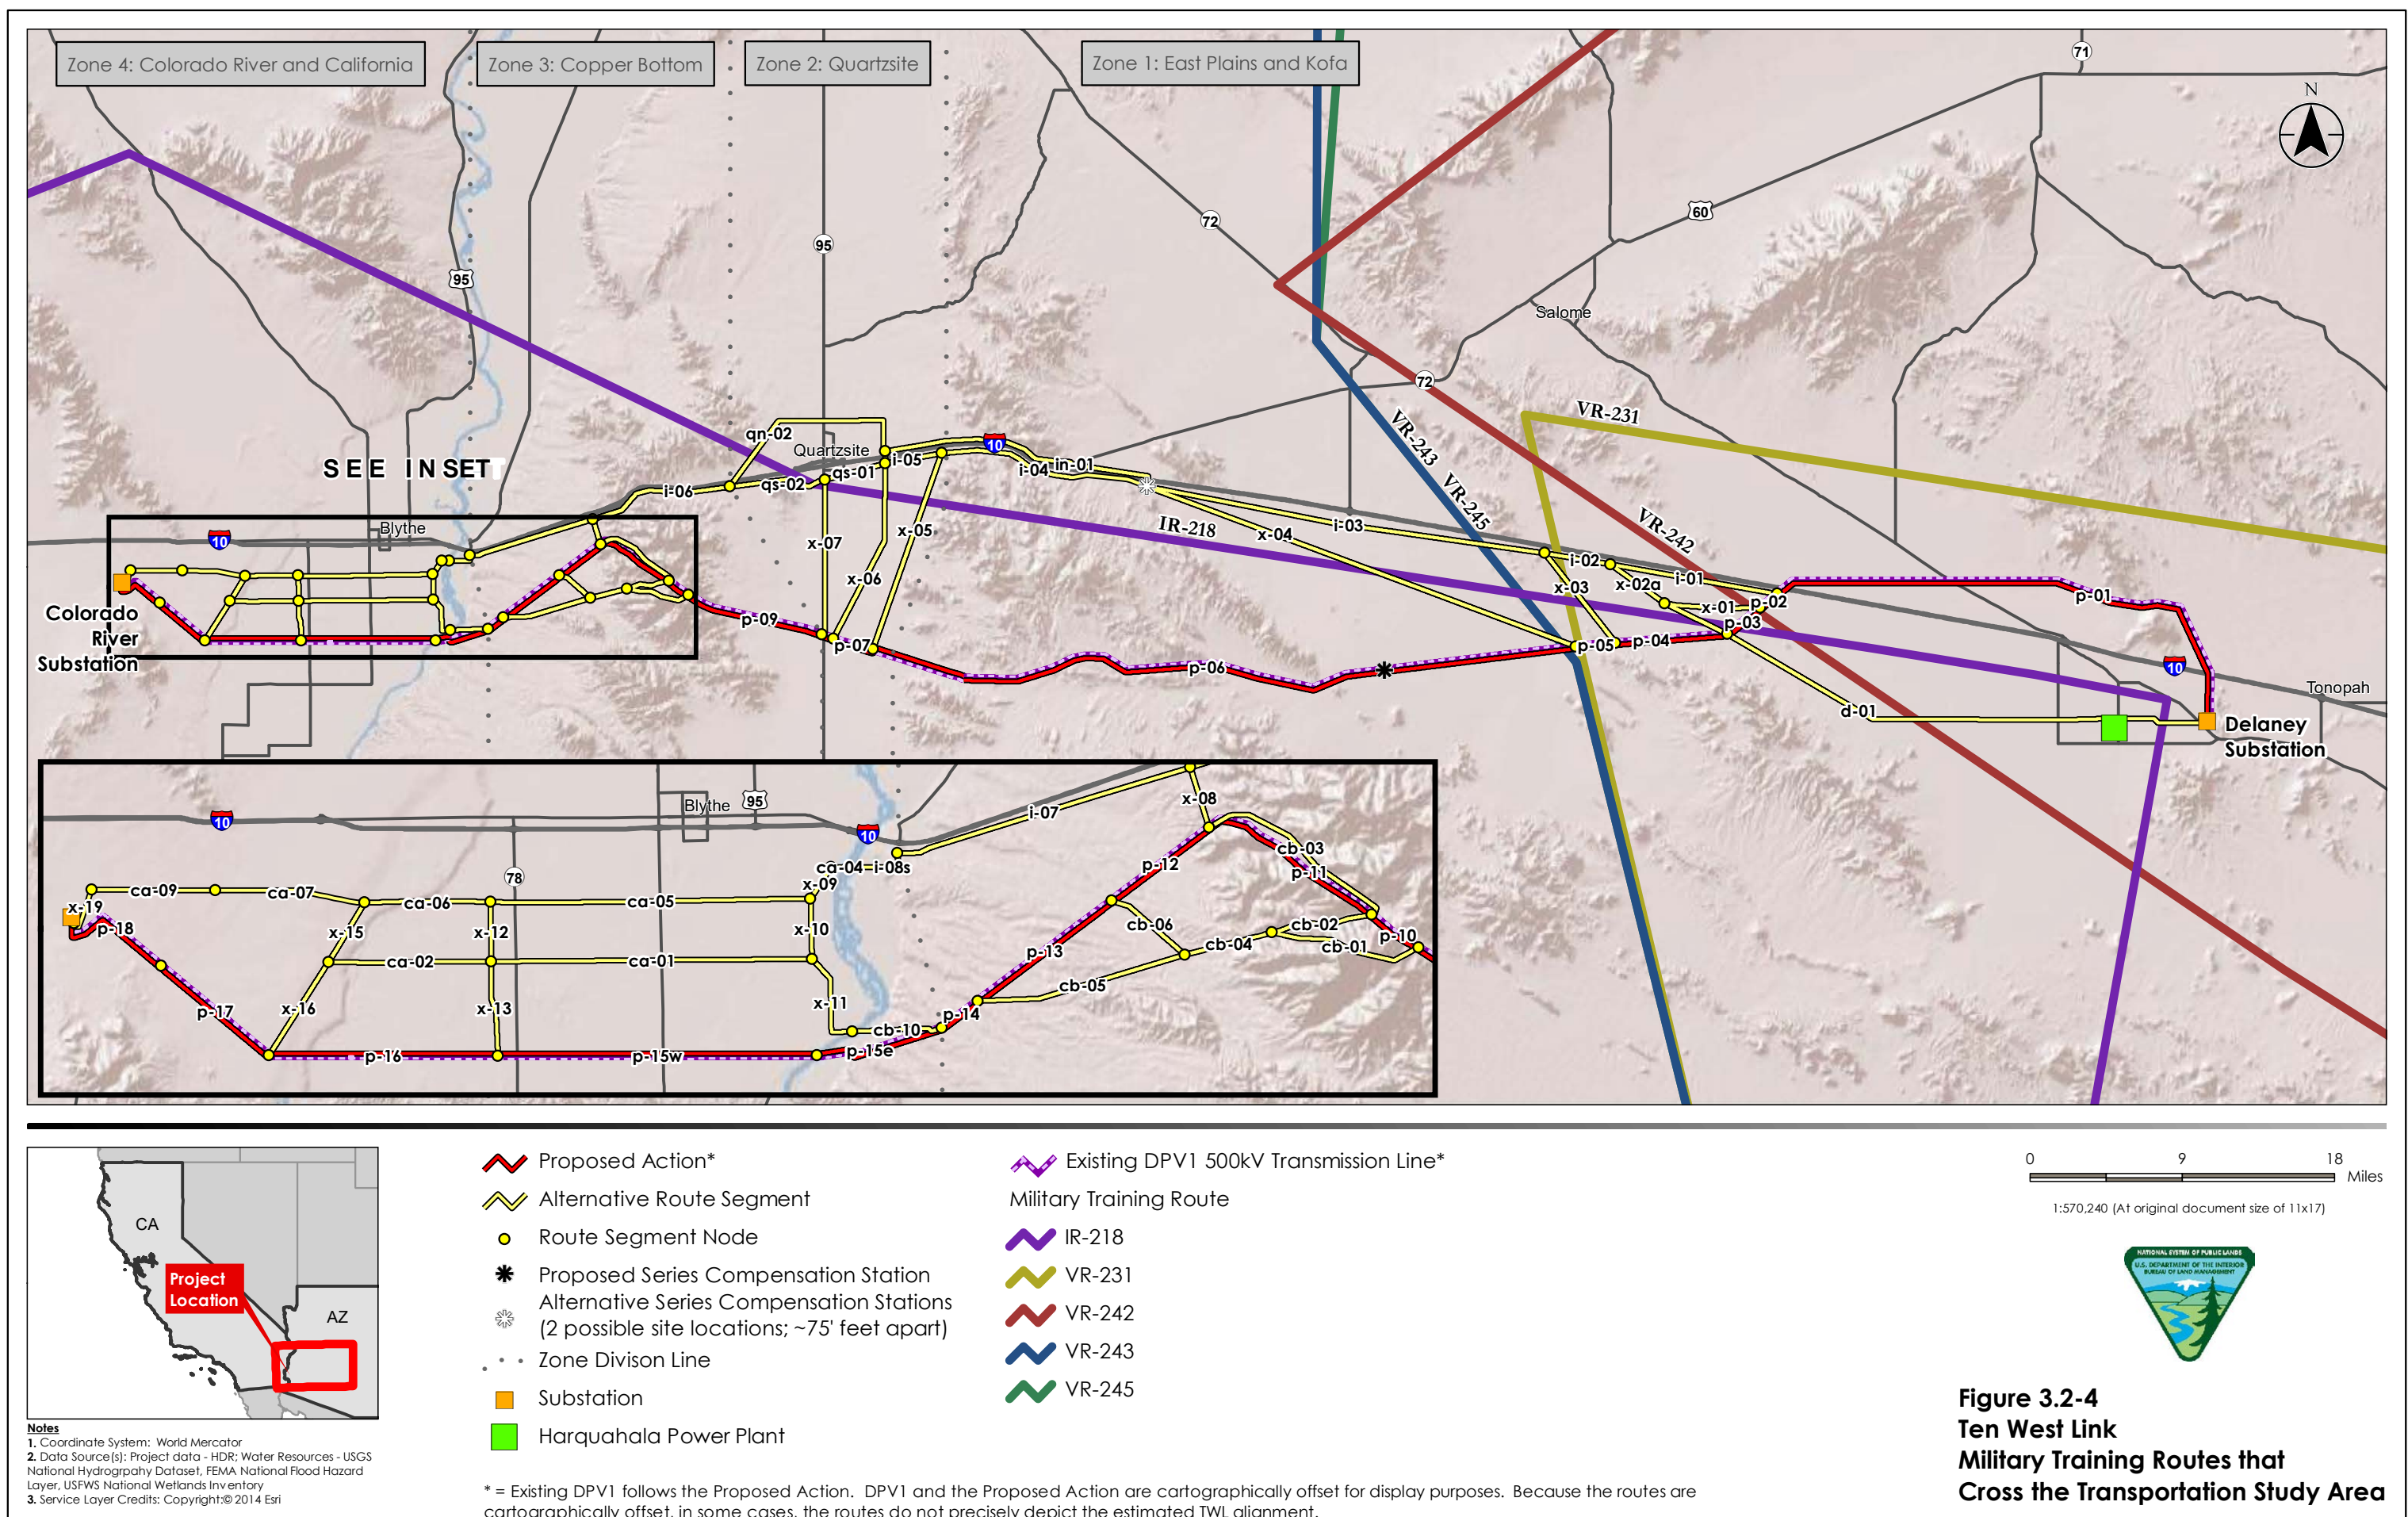 Zone 4: Colorado River and California
Zone 3: Copper Bottom
Zone 2: Quartzsite
Zone 1: East Plains and Kofa
71
N
60
72
95
95
Salome
72
VR-231
VR-243
VR-245
VR-242
IR-218
qn-02
Quartzsite
i-05
qs-01
qs-02
i-04
in-01
i-06
10
SEE INSET
Blythe
10
x-07
x-05
x-06
x-04
i-03
i-02
i-01
x-02a
x-03
x-01
p-02
p-03
p-01
p-04
p-05
p-06
p-07
p-09
d-01
10
Tonopah
Colorado
River
Substation
Delaney
Substation
10
Blythe
95
10
i-07
x-08
cb-03
p-11
p-12
ca-04
i-08s
x-09
78
ca-09
ca-07
ca-06
ca-05
x-19
p-18
x-15
x-12
x-10
cb-06
cb-02
p-10
cb-04
cb-01
p-13
ca-02
ca-01
cb-05
p-17
x-16
x-13
x-11
p-14
cb-10
p-15e
p-16
p-15w
CA
AZ
Project
Location
Notes
1. Coordinate System: World Mercator
2. Data Source(s): Project data - HDR; Water Resources - USGS
National Hydrogrpahy Dataset, FEMA National Flood Hazard
Layer, USFWS National Wetlands Inventory
3. Service Layer Credits: Copyright:© 2014 Esri
Proposed Action*
Alternative Route Segment
Route Segment Node
Proposed Series Compensation Station
Alternative Series Compensation Stations
(2 possible site locations; ~75' feet apart)
Zone Divison Line
Substation
Harquahala Power Plant
Existing DPV1 500kV Transmission Line*
Military Training Route
IR-218
VR-231
VR-242
VR-243
VR-245
* = Existing DPV1 follows the Proposed Action. DPV1 and the Proposed Action are cartographically offset for display purposes. Because the routes are
cartographically offset, in some cases, the routes do not precisely depict the estimated TWL alignment.
0 9 18
Miles
1:570,240 (At original document size of 11x17)
NATIONAL SYSTEM OF PUBLIC LANDS
U.S. DEPARTMENT OF THE INTERIOR
BUREAU OF LAND MANAGEMENT
Figure 3.2-4
Ten West Link
Military Training Routes that
Cross the Transportation Study Area